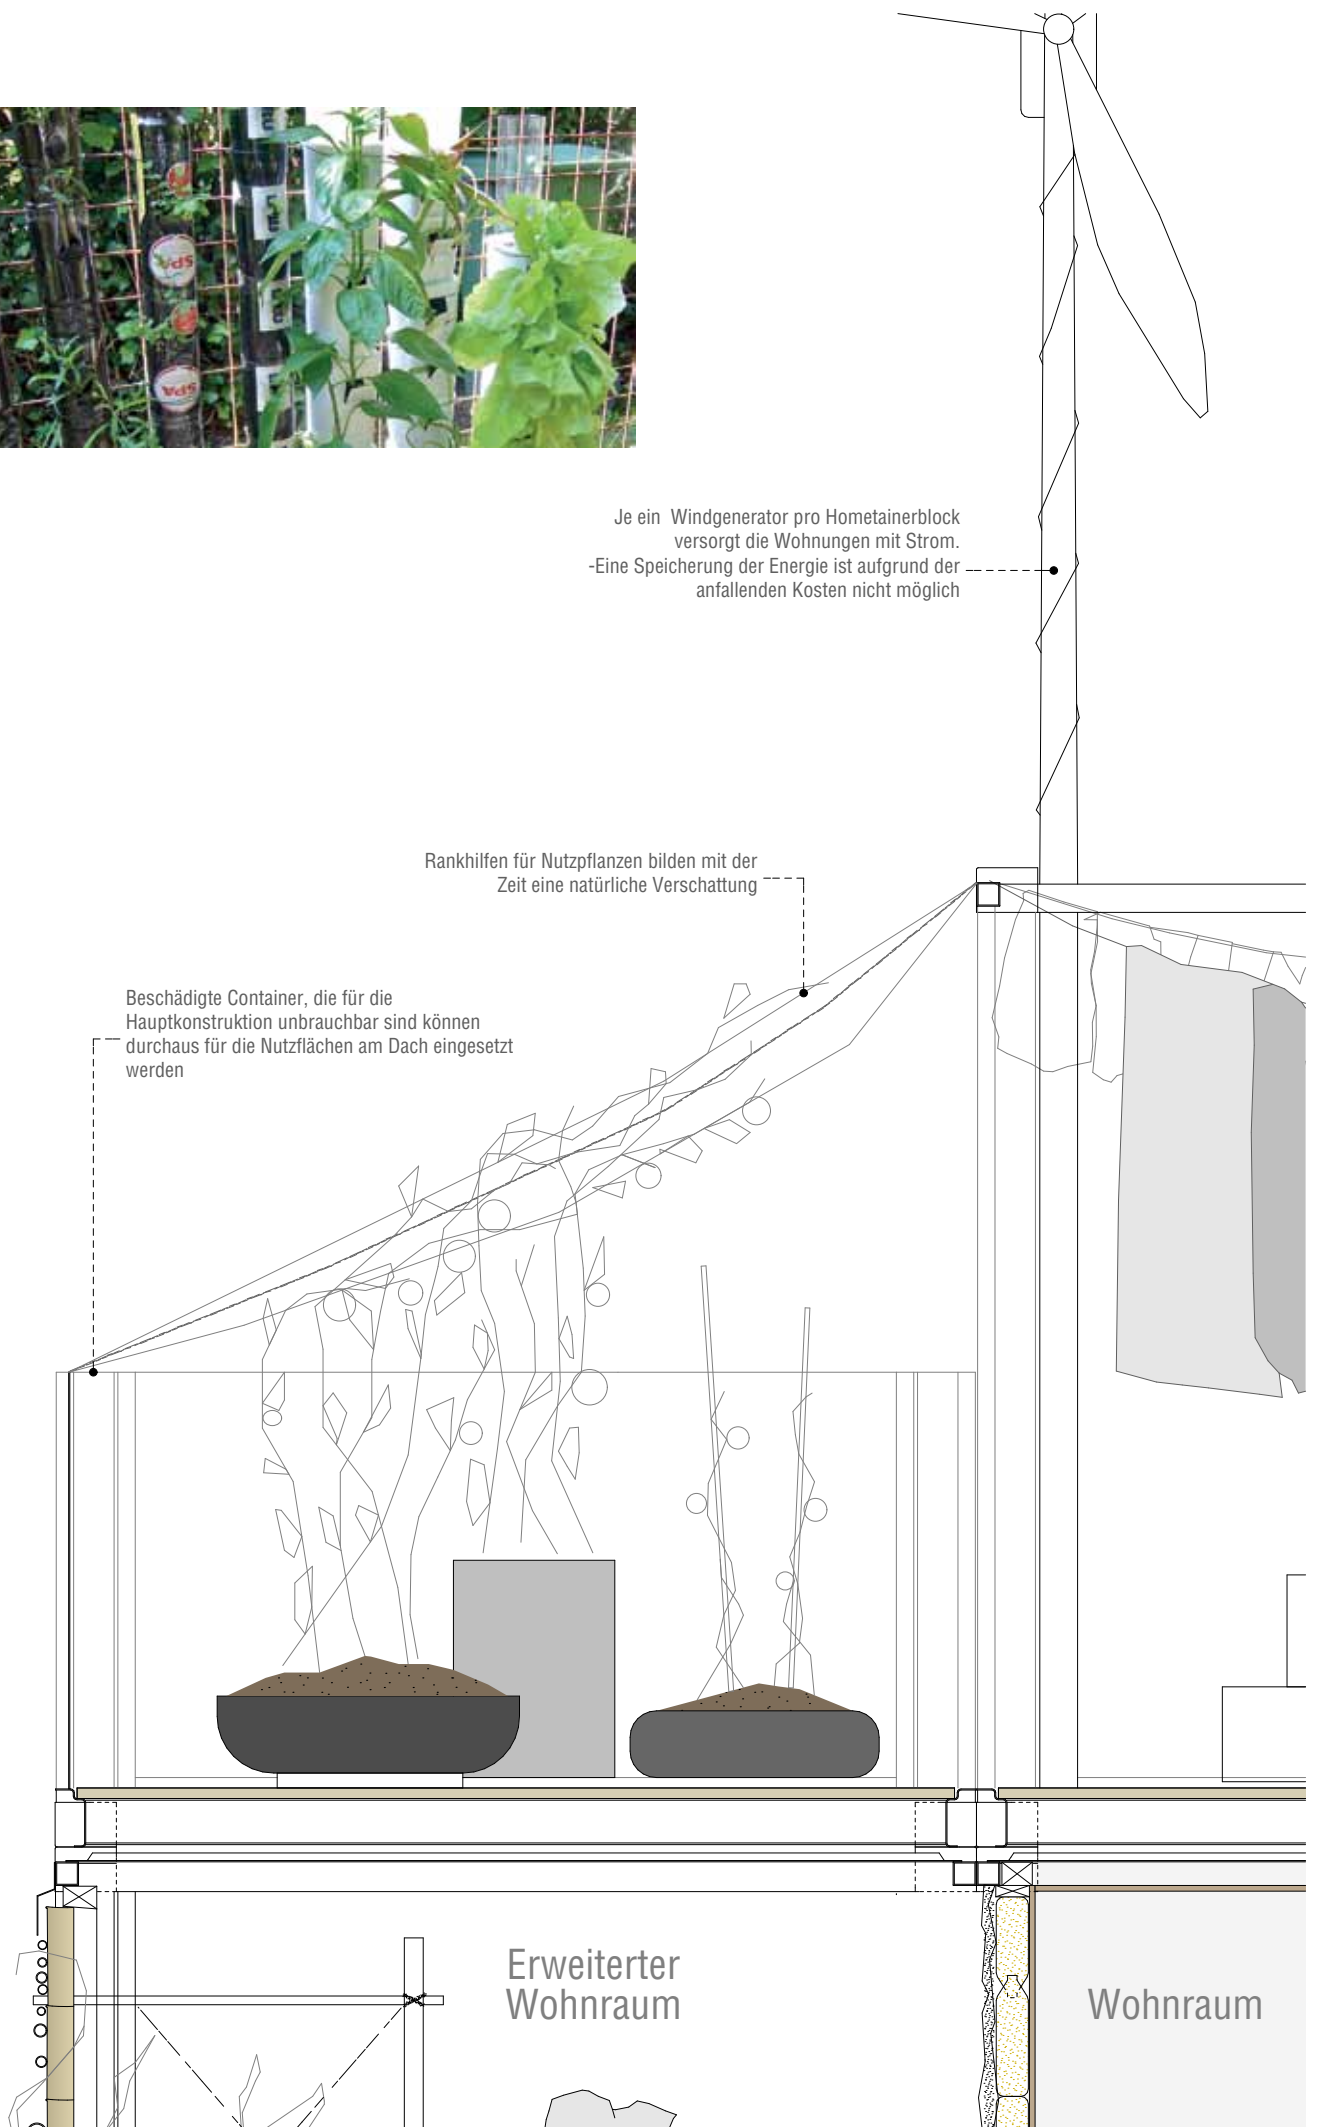 SPA
SPA
Je ein Windgenerator pro Hometainerblock
versorgt die Wohnungen mit Strom.
-Eine Speicherung der Energie ist aufgrund der
anfallenden Kosten nicht möglich
Rankhilfen für Nutzpflanzen bilden mit der
Zeit eine natürliche Verschattung
Beschädigte Container, die für die
Hauptkonstruktion unbrauchbar sind können
durchaus für die Nutzflächen am Dach eingesetzt
werden
Erweiterter
Wohnraum
Wohnraum